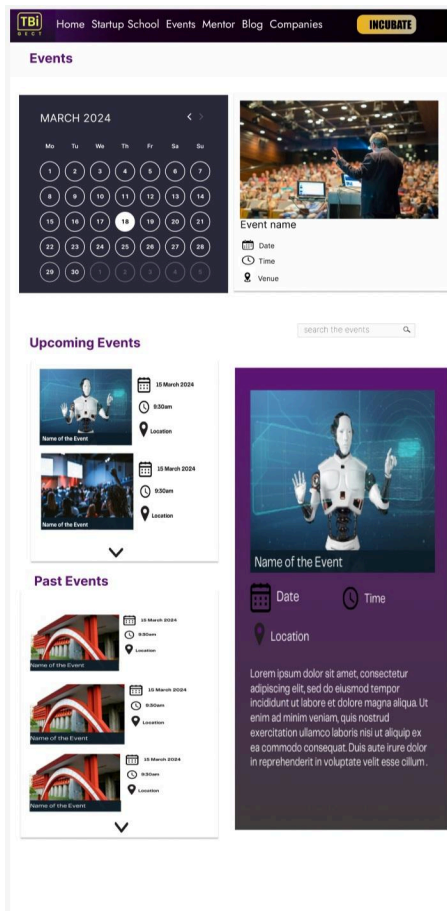 TBi
GECT
Home Startup School Events Mentor Blog Companies
INCUBATE
Events
MARCH 2024
Mo Tu We Th Fr Sa Su
1 2 3 4 5 6 7
8 9 10 11 12 13 14
15 16 17 18 19 20 21
22 23 24 25 26 27 28
29 30 1 2 3 4 5
Event name
Date
Time
Venue
search the events
Upcoming Events
15 March 2024
9:30am
Location
Name of the Event
15 March 2024
9:30am
Location
Name of the Event
Past Events
15 March 2024
9:30am
Location
Name of the Event
15 March 2024
9:30am
Location
Name of the Event
15 March 2024
9:30am
Location
Name of the Event
Name of the Event
Date
Time
Location
Lorem ipsum dolor sit amet, consectetur
adipiscing elit, sed do eiusmod tempor
incididunt ut labore et dolore magna aliqua. Ut
enim ad minim veniam, quis nostrud
exercitation ullamco laboris nisi ut aliquip ex
ea commodo consequat. Duis aute irure dolor
in reprehenderit in voluptate velit esse cillum .